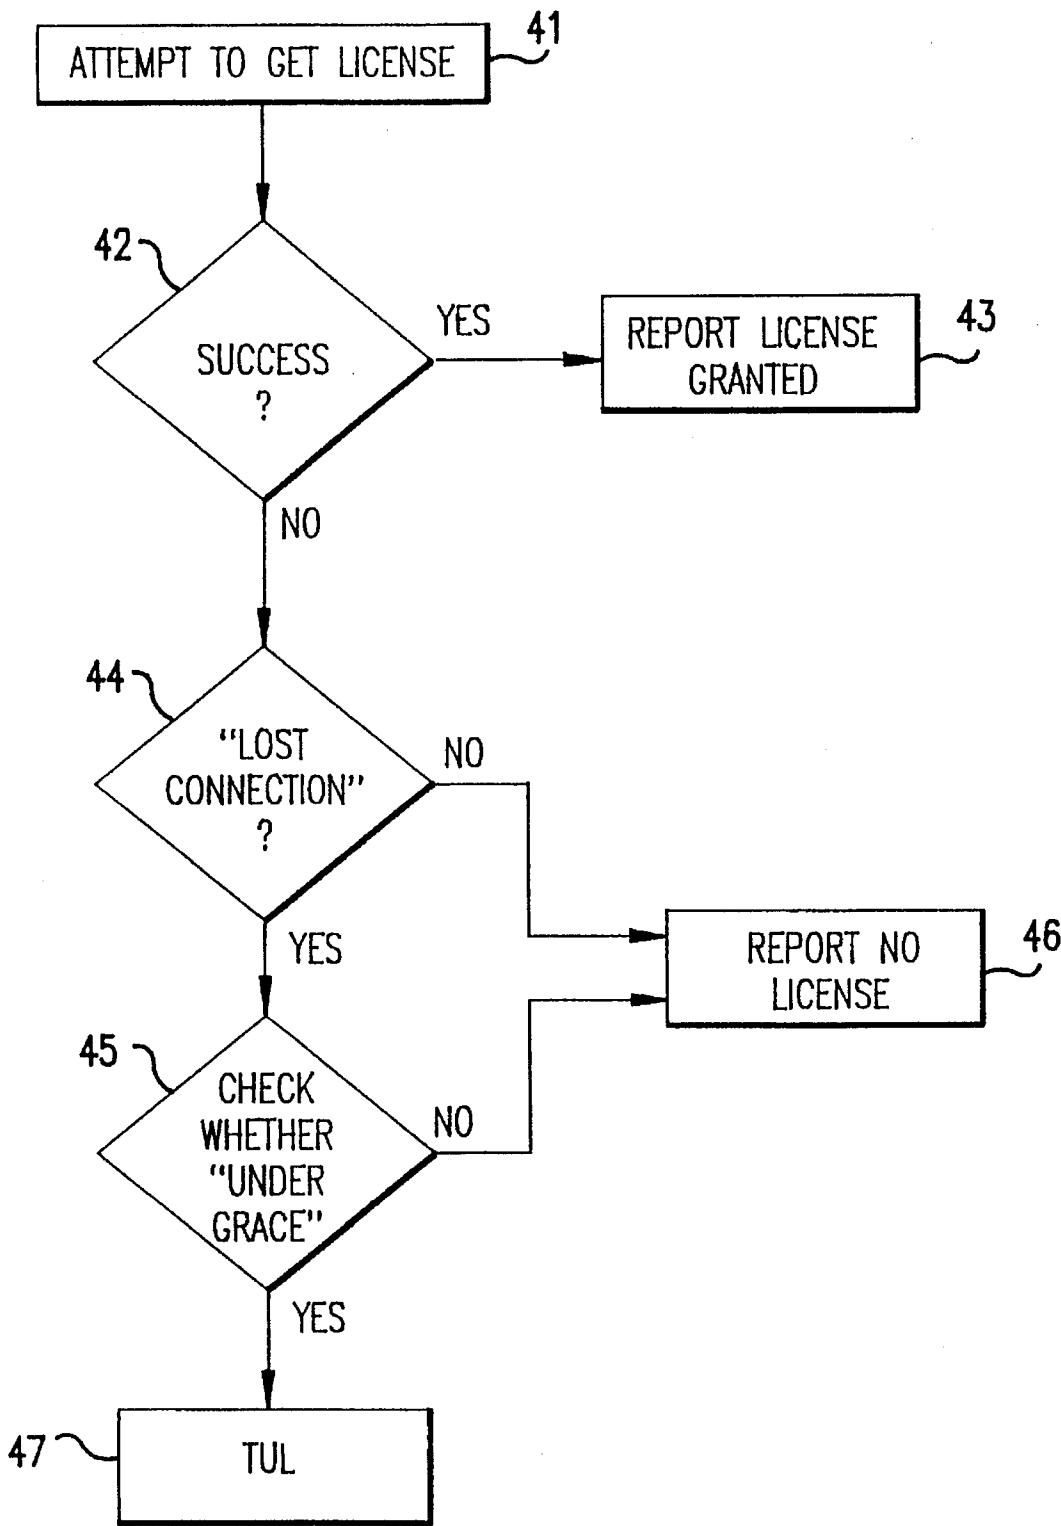 ATTEMPT TO GET LICENSE
41
42
SUCCESS
?
YES
REPORT LICENSE
GRANTED
43
NO
44
“LOST
CONNECTION”
?
NO
YES
REPORT NO
LICENSE
46
45
CHECK
WHETHER
“UNDER
GRACE”
NO
YES
47
TUL